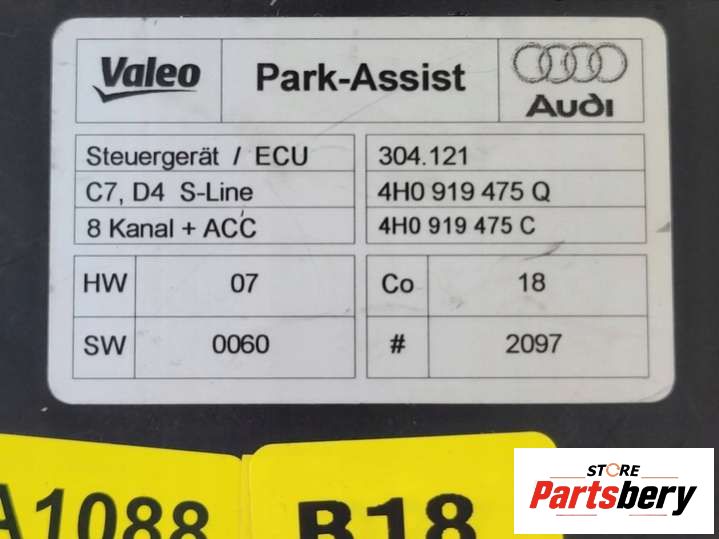 Valeo Park-Assist Audi
Steuergerät / ECU 304.121
C7, D4 S-Line 4H0 919 475 Q
8 Kanal + ACC 4H0 919 475 C
HW 07 Co 18
SW 0060 # 2097
A1088 B18
STORE
Partsbery